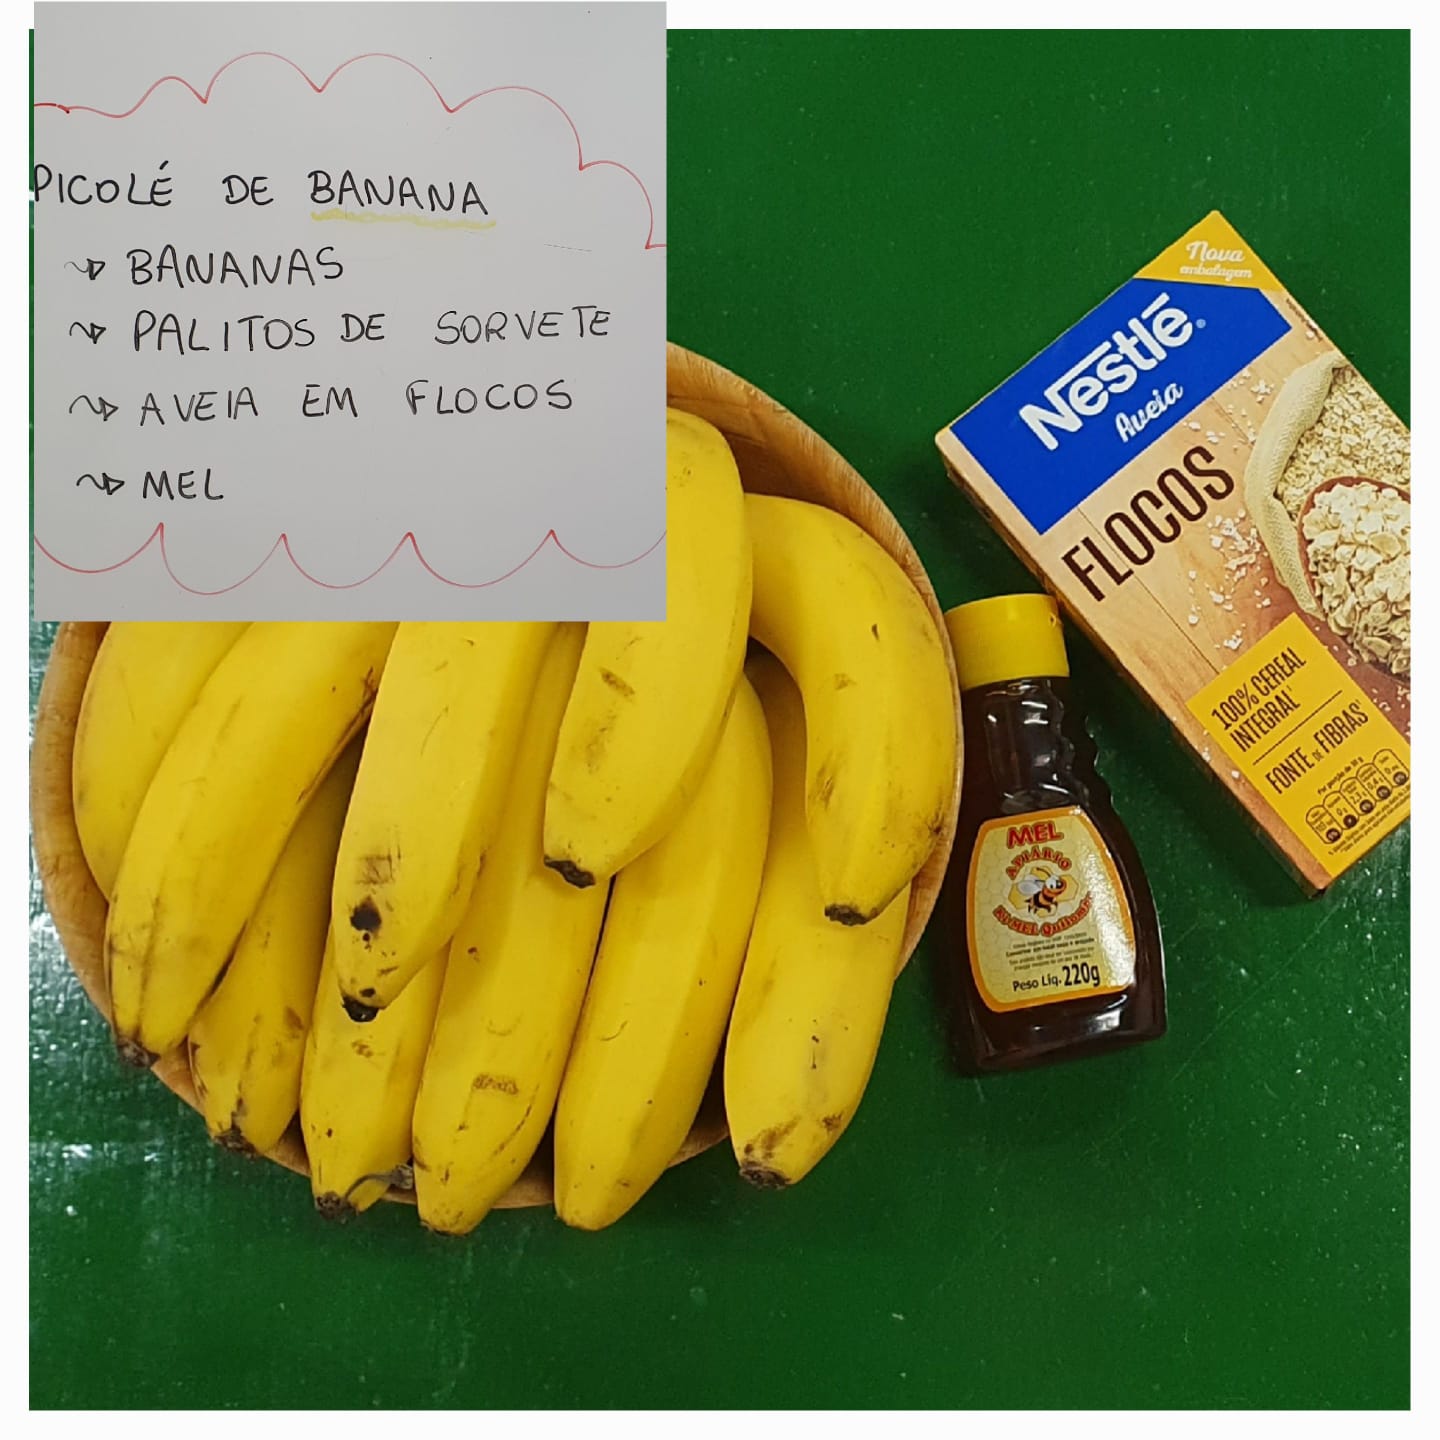 PICOLÉ DE BANANA
BANANAS
PALITOS DE SORVETE
AVEIA EM FLOCOS
MEL
Nova
embalagem
Nestlé
Aveia
FLOCOS
100% CEREAL
INTEGRAL
FONTE DE FIBRAS
MEL
APIÁRIO
Peso Líq. 220g